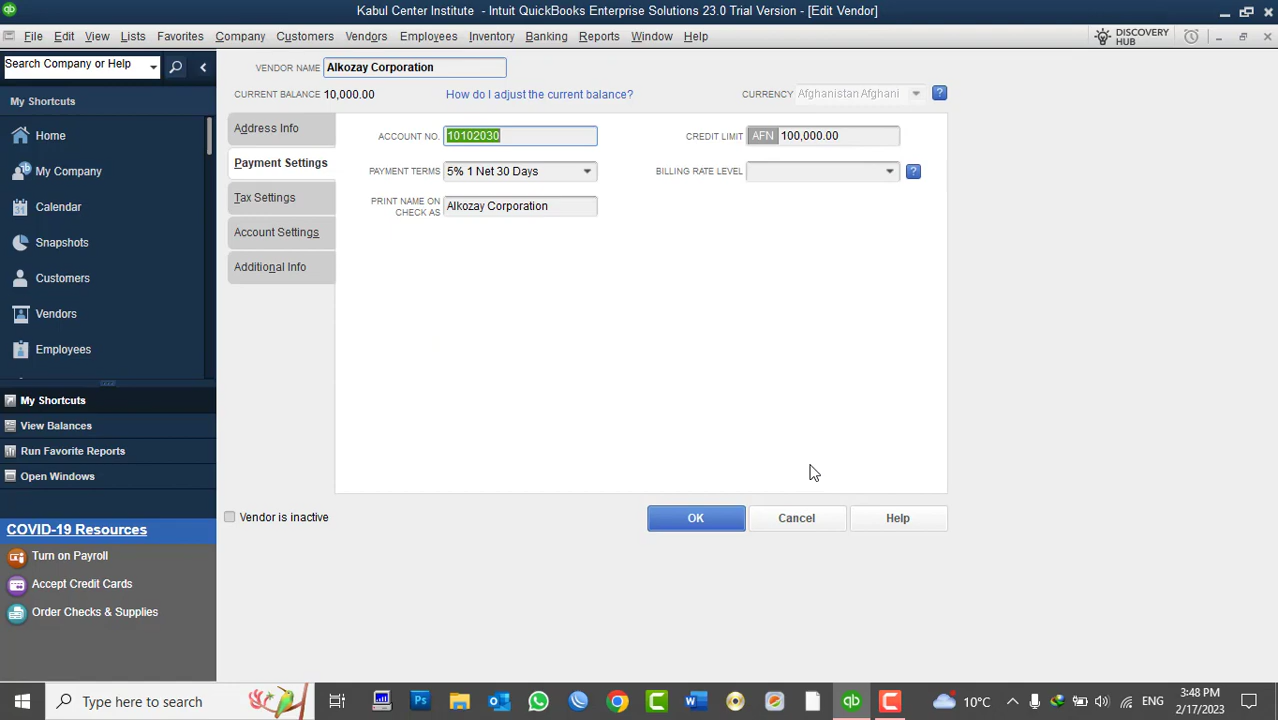 Kabul Center Institute - Intuit QuickBooks Enterprise Solutions 23.0 Trial Version - [Edit Vendor]
File Edit View Lists Favorites Company Customers Vendors Employees Inventory Banking Reports Window Help
DISCOVERY HUB
Search Company or Help
My Shortcuts
Home
My Company
Calendar
Snapshots
Customers
Vendors
Employees
My Shortcuts
View Balances
Run Favorite Reports
Open Windows
COVID-19 Resources
Turn on Payroll
Accept Credit Cards
Order Checks & Supplies
VENDOR NAME Alkozay Corporation
CURRENT BALANCE 10,000.00 How do I adjust the current balance? CURRENCY Afghanistan Afghani ?
Address Info
Payment Settings
Tax Settings
Account Settings
Additional Info
ACCOUNT NO. 10102030 CREDIT LIMIT AFN 100,000.00
PAYMENT TERMS 5% 1 Net 30 Days BILLING RATE LEVEL ?
PRINT NAME ON CHECK AS Alkozay Corporation
Vendor is inactive
OK Cancel Help
Type here to search
Ps
qb
10°C
ENG
3:48 PM
2/17/2023